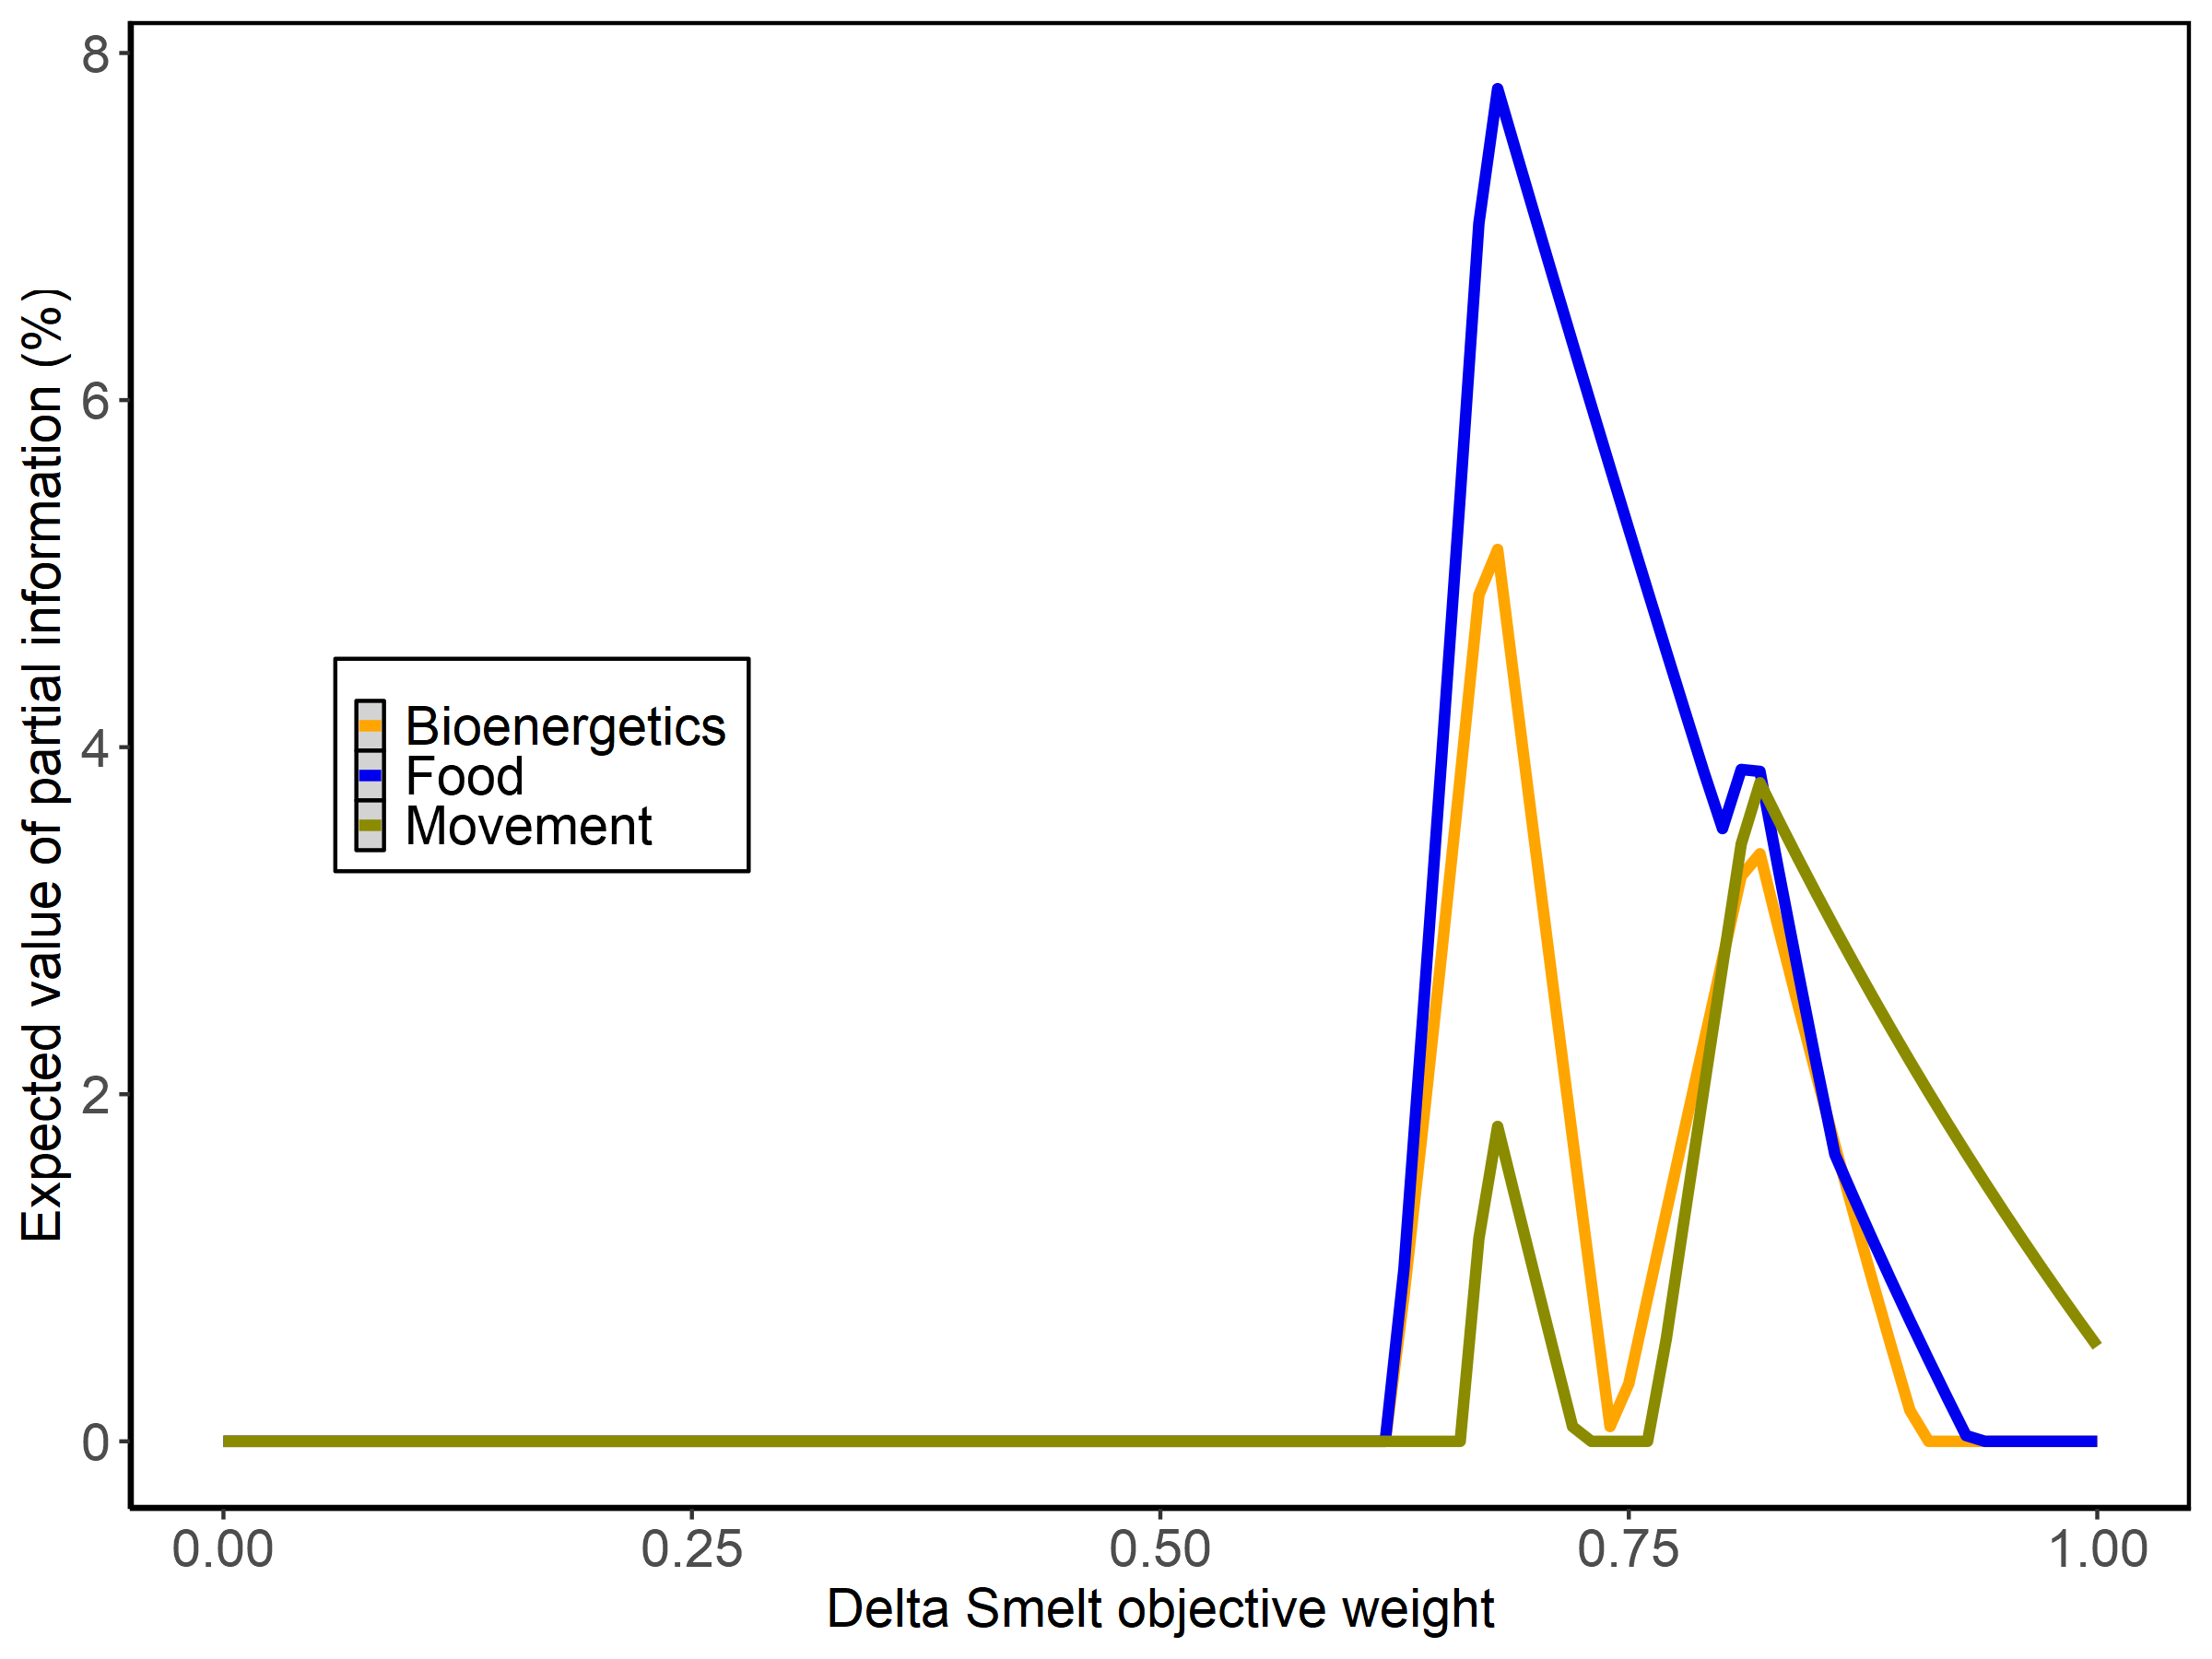 8
6
4
2
0
Expected value of partial information (%)
Bioenergetics
Food
Movement
0.00 0.25 0.50 0.75 1.00
Delta Smelt objective weight